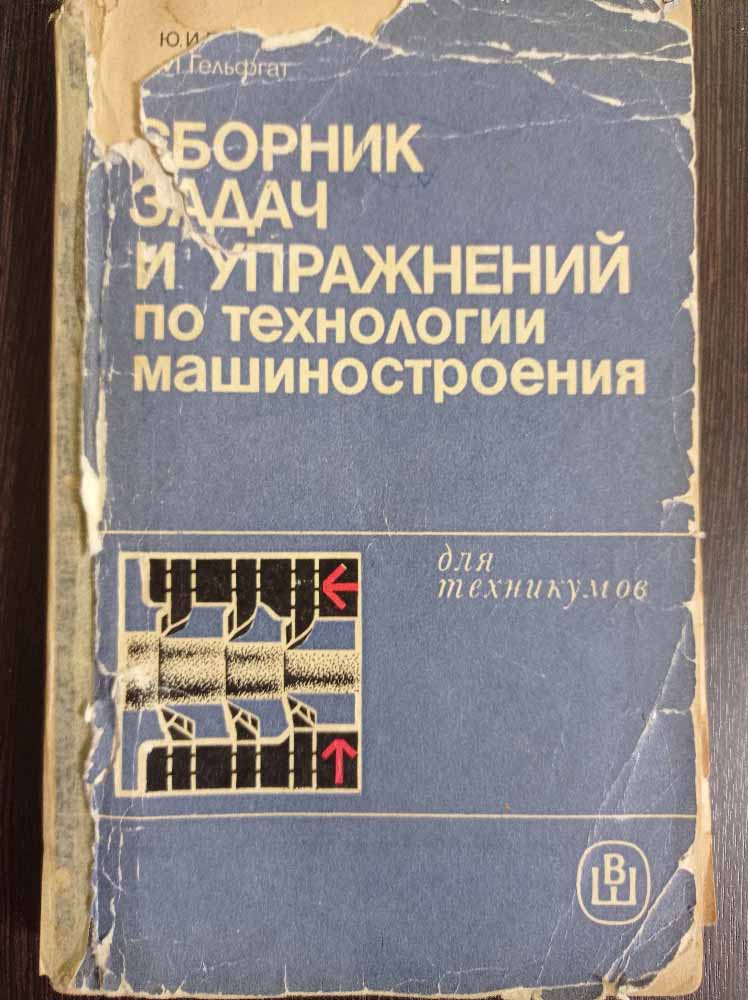 Ю.И.
Гельфгат
СБОРНИК
ЗАДАЧ
И УПРАЖНЕНИЙ
по технологии
машиностроения
для
техникумов
ВШ